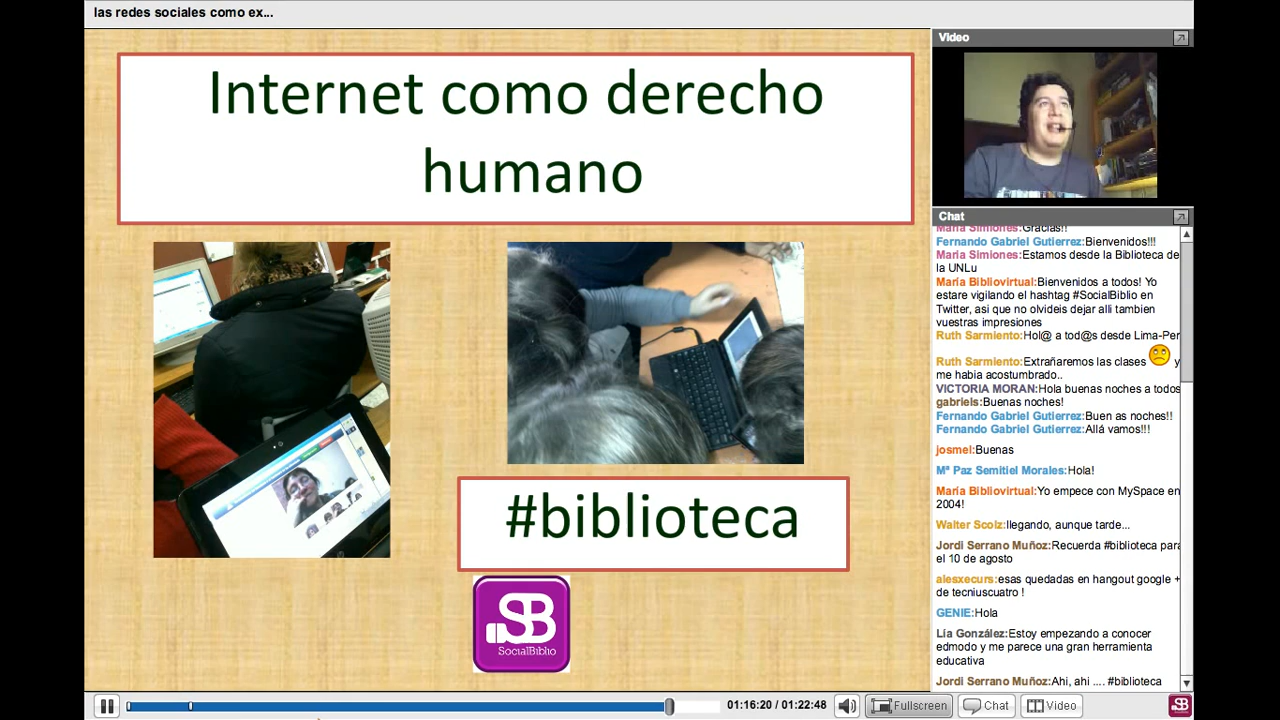 las redes sociales como ex...
Internet como derecho
humano
#biblioteca
SB
SocialBiblio
Video
Chat
María Simiones:Gracias!!
Fernando Gabriel Gutierrez:Bienvenidos!!!
María Simiones:Estamos desde la Biblioteca de
la UNLu
María Bibliovirtual:Bienvenidos a todos! Yo
estare vigilando el hashtag #SocialBiblio en
Twitter, asi que no olvideis dejar alli tambien
vuestras impresiones
Ruth Sarmiento:Hol@ a tod@s desde Lima-Per
Ruth Sarmiento:Extrañaremos las clases y
me habia acostumbrado..
VICTORIA MORAN:Hola buenas noches a todos
gabriels:Buenas noches!
Fernando Gabriel Gutierrez:Buen as noches!!
Fernando Gabriel Gutierrez:Allá vamos!!!
josmel:Buenas
Mª Paz Semitiel Morales:Hola!
María Bibliovirtual:Yo empece con MySpace en
2004!
Walter Scolz:llegando, aunque tarde...
Jordi Serrano Muñoz:Recuerda #biblioteca para
el 10 de agosto
alesxecurs:esas quedadas en hangout google +
de tecniuscuatro !
GENIE:Hola
Lía González:Estoy empezando a conocer
edmodo y me parece una gran herramienta
educativa
Jordi Serrano Muñoz:Ahi, ahi .... #biblioteca
01:16:20 / 01:22:48
Fullscreen
Chat
Video
SB